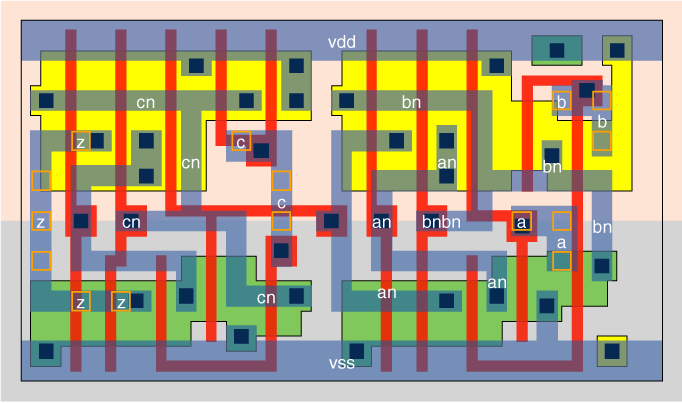 vdd
cn bn b
b
z c
cn an bn
c
z cn an bnbn a bn
a
an
cn an
z z
vss